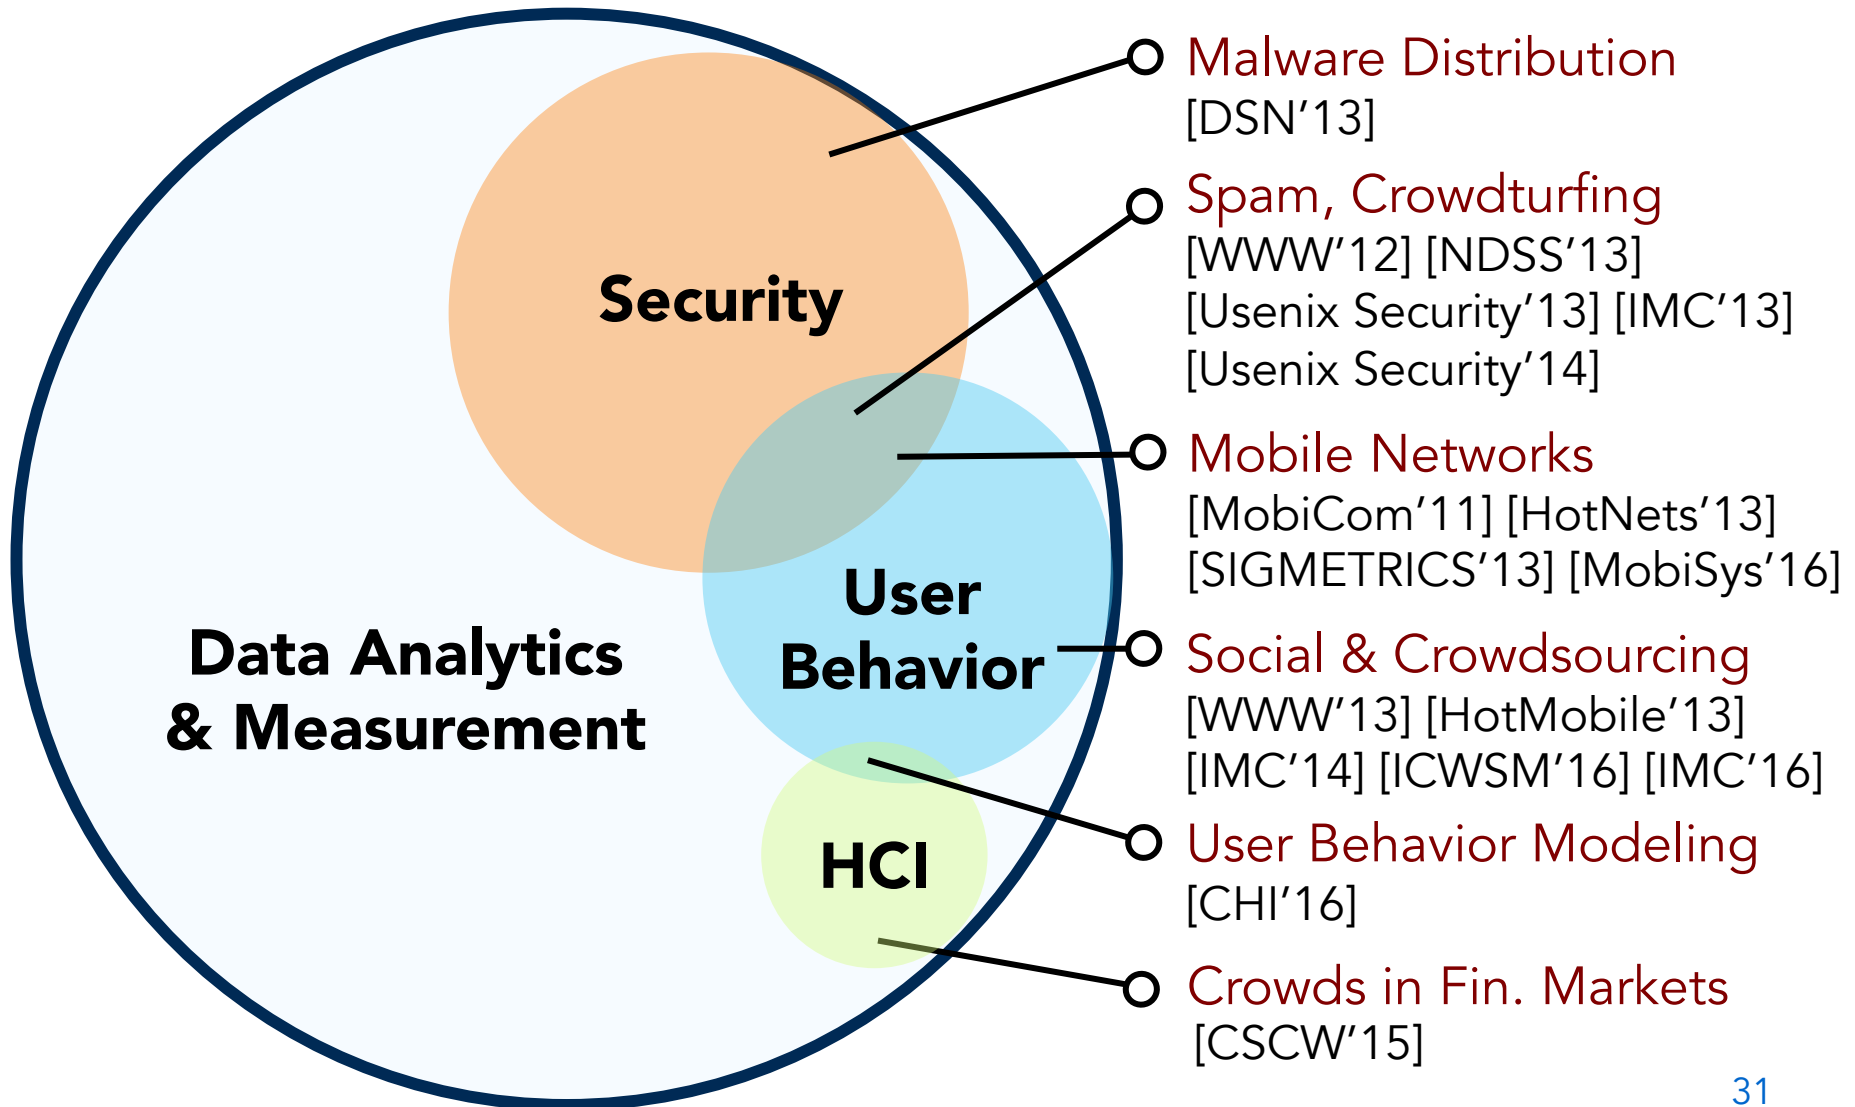 Security
User
Behavior
Data Analytics
& Measurement
HCI
Malware Distribution
[DSN’13]
Spam, Crowdturfing
[WWW’12] [NDSS’13]
[Usenix Security’13] [IMC’13]
[Usenix Security’14]
Mobile Networks
[MobiCom’11] [HotNets’13]
[SIGMETRICS’13] [MobiSys’16]
Social & Crowdsourcing
[WWW’13] [HotMobile’13]
[IMC’14] [ICWSM’16] [IMC’16]
User Behavior Modeling
[CHI’16]
Crowds in Fin. Markets
[CSCW’15]
31